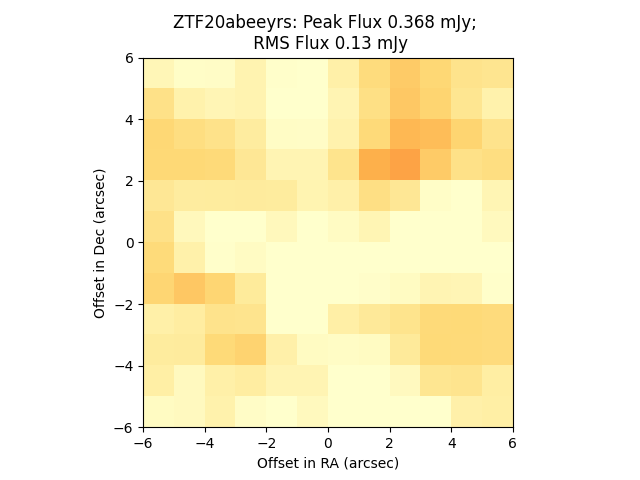 ZTF20abeeyrs: Peak Flux 0.368 mJy;
RMS Flux 0.13 mJy
6
4
2
0
−2
−4
−6
Offset in Dec (arcsec)
−6 −4 −2 0 2 4 6
Offset in RA (arcsec)